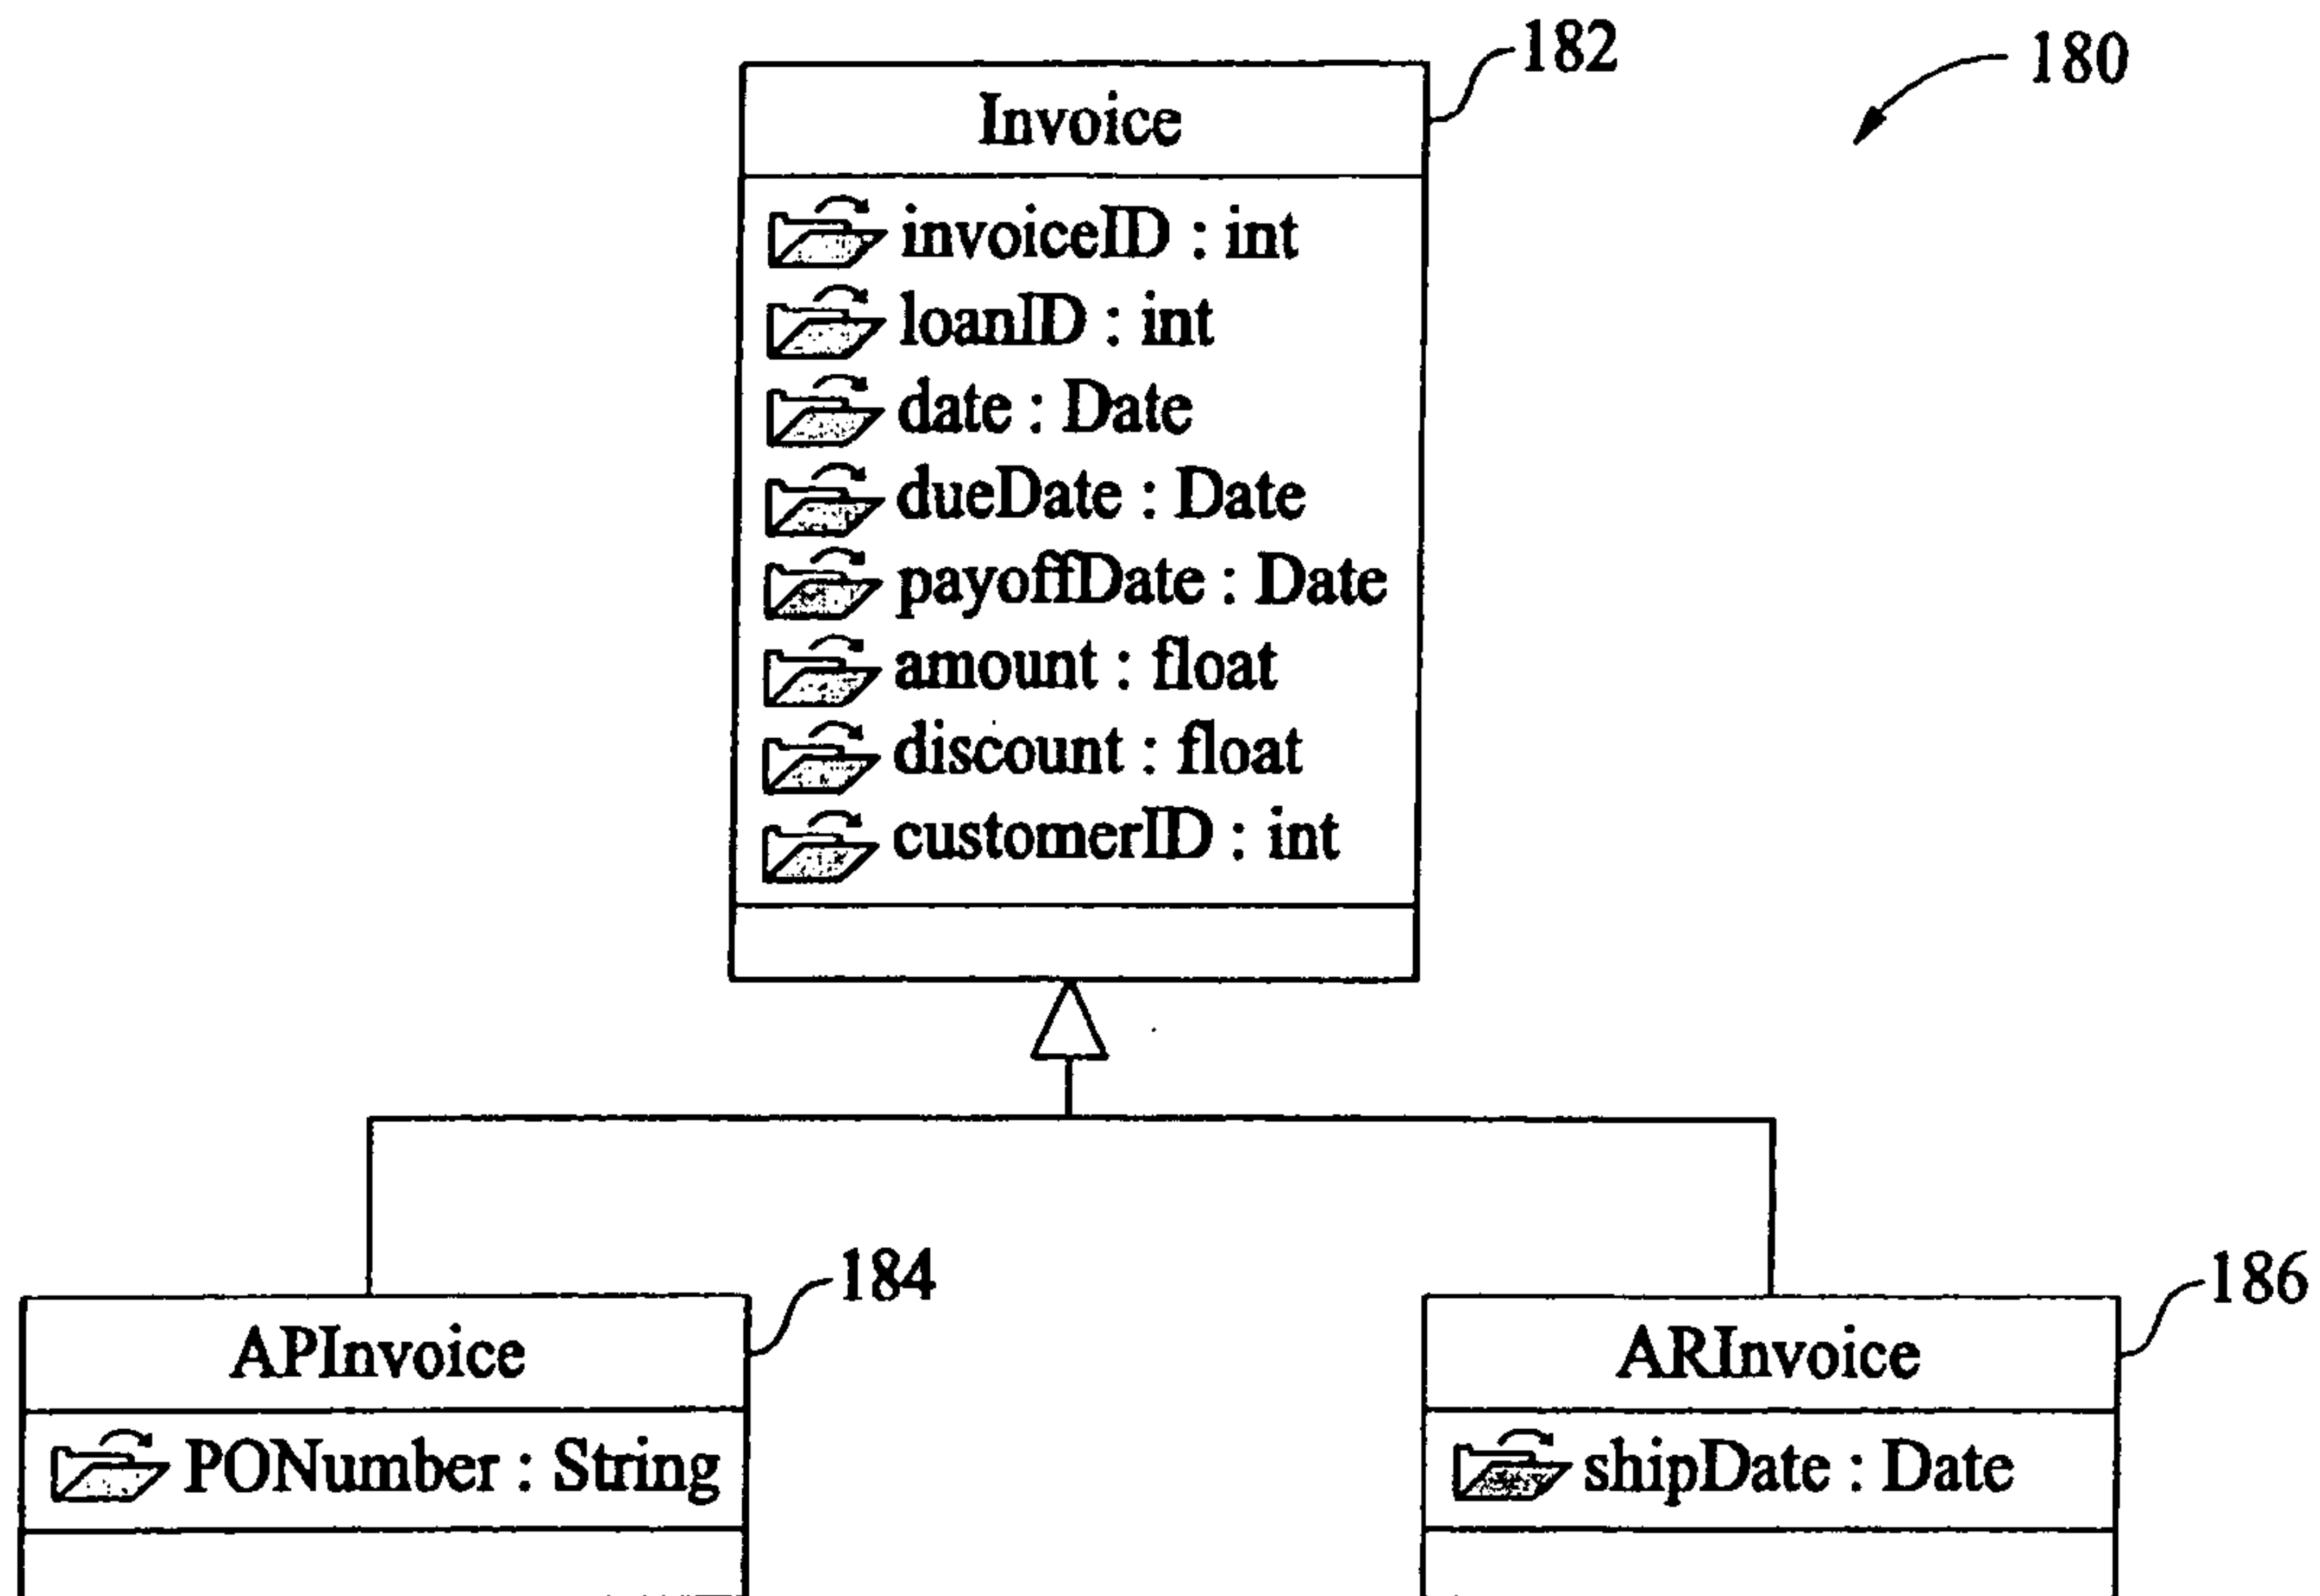 182
180
Invoice
invoiceID : int
loanID : int
date : Date
dueDate : Date
payoffDate : Date
amount : float
discount : float
customerID : int
184
186
APInvoice
ARInvoice
PONumber : String
shipDate : Date